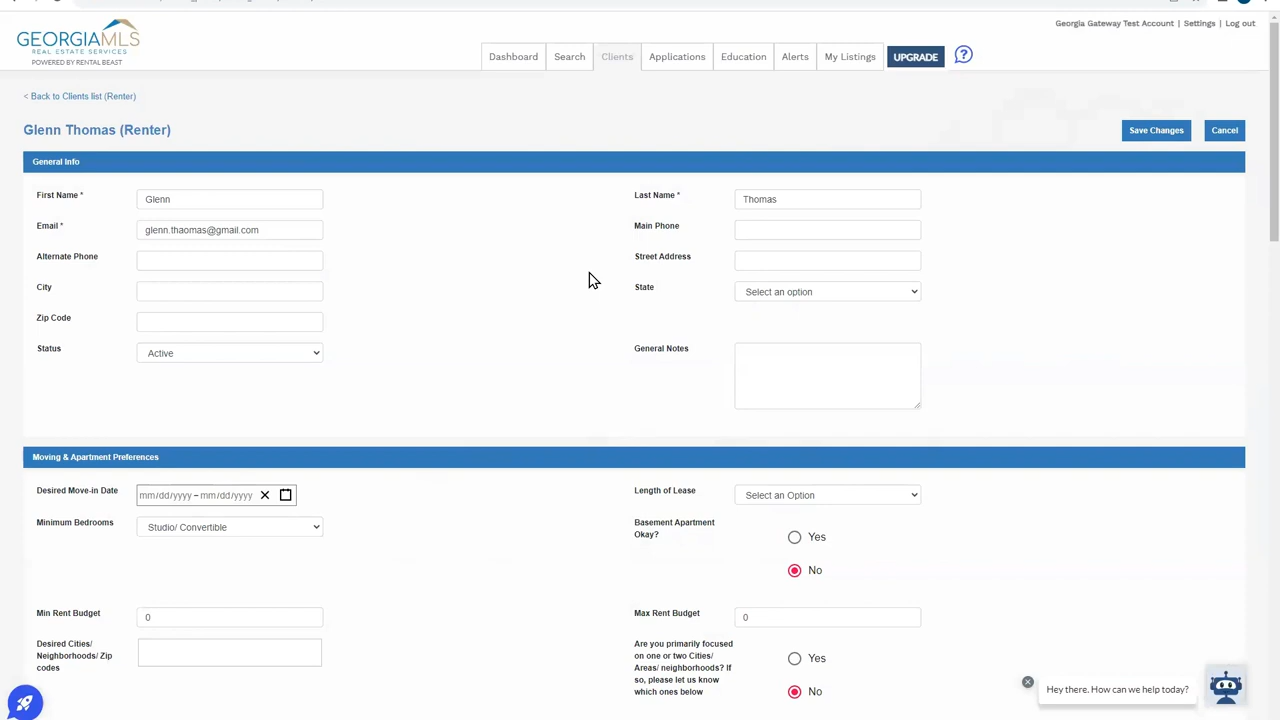 Georgia Gateway Test Account | Settings | Log out
GEORGIAMLS
REAL ESTATE SERVICES
POWERED BY RENTAL BEAST
Dashboard Search Clients Applications Education Alerts My Listings UPGRADE ?
< Back to Clients list (Renter)
Glenn Thomas (Renter)
Save Changes Cancel
General Info
First Name * Glenn Last Name * Thomas
Email * glenn.thaomas@gmail.com Main Phone
Alternate Phone Street Address
City State Select an option
Zip Code
Status Active General Notes
Moving & Apartment Preferences
Desired Move-in Date mm/dd/yyyy – mm/dd/yyyy Length of Lease Select an Option
Minimum Bedrooms Studio/ Convertible Basement Apartment
Okay?
Yes
No
Min Rent Budget 0 Max Rent Budget 0
Desired Cities/
Neighborhoods/ Zip
codes
Are you primarily focused
on one or two Cities/
Areas/ neighborhoods? If
so, please let us know
which ones below
Yes
No
Hey there. How can we help today?